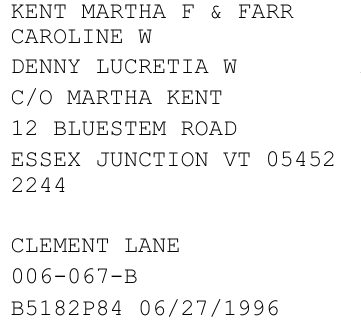 KENT MARTHA F & FARR
CAROLINE W
DENNY LUCRETIA W
C/O MARTHA KENT
12 BLUESTEM ROAD
ESSEX JUNCTION VT 05452
2244
CLEMENT LANE
006-067-B
B5182P84 06/27/1996